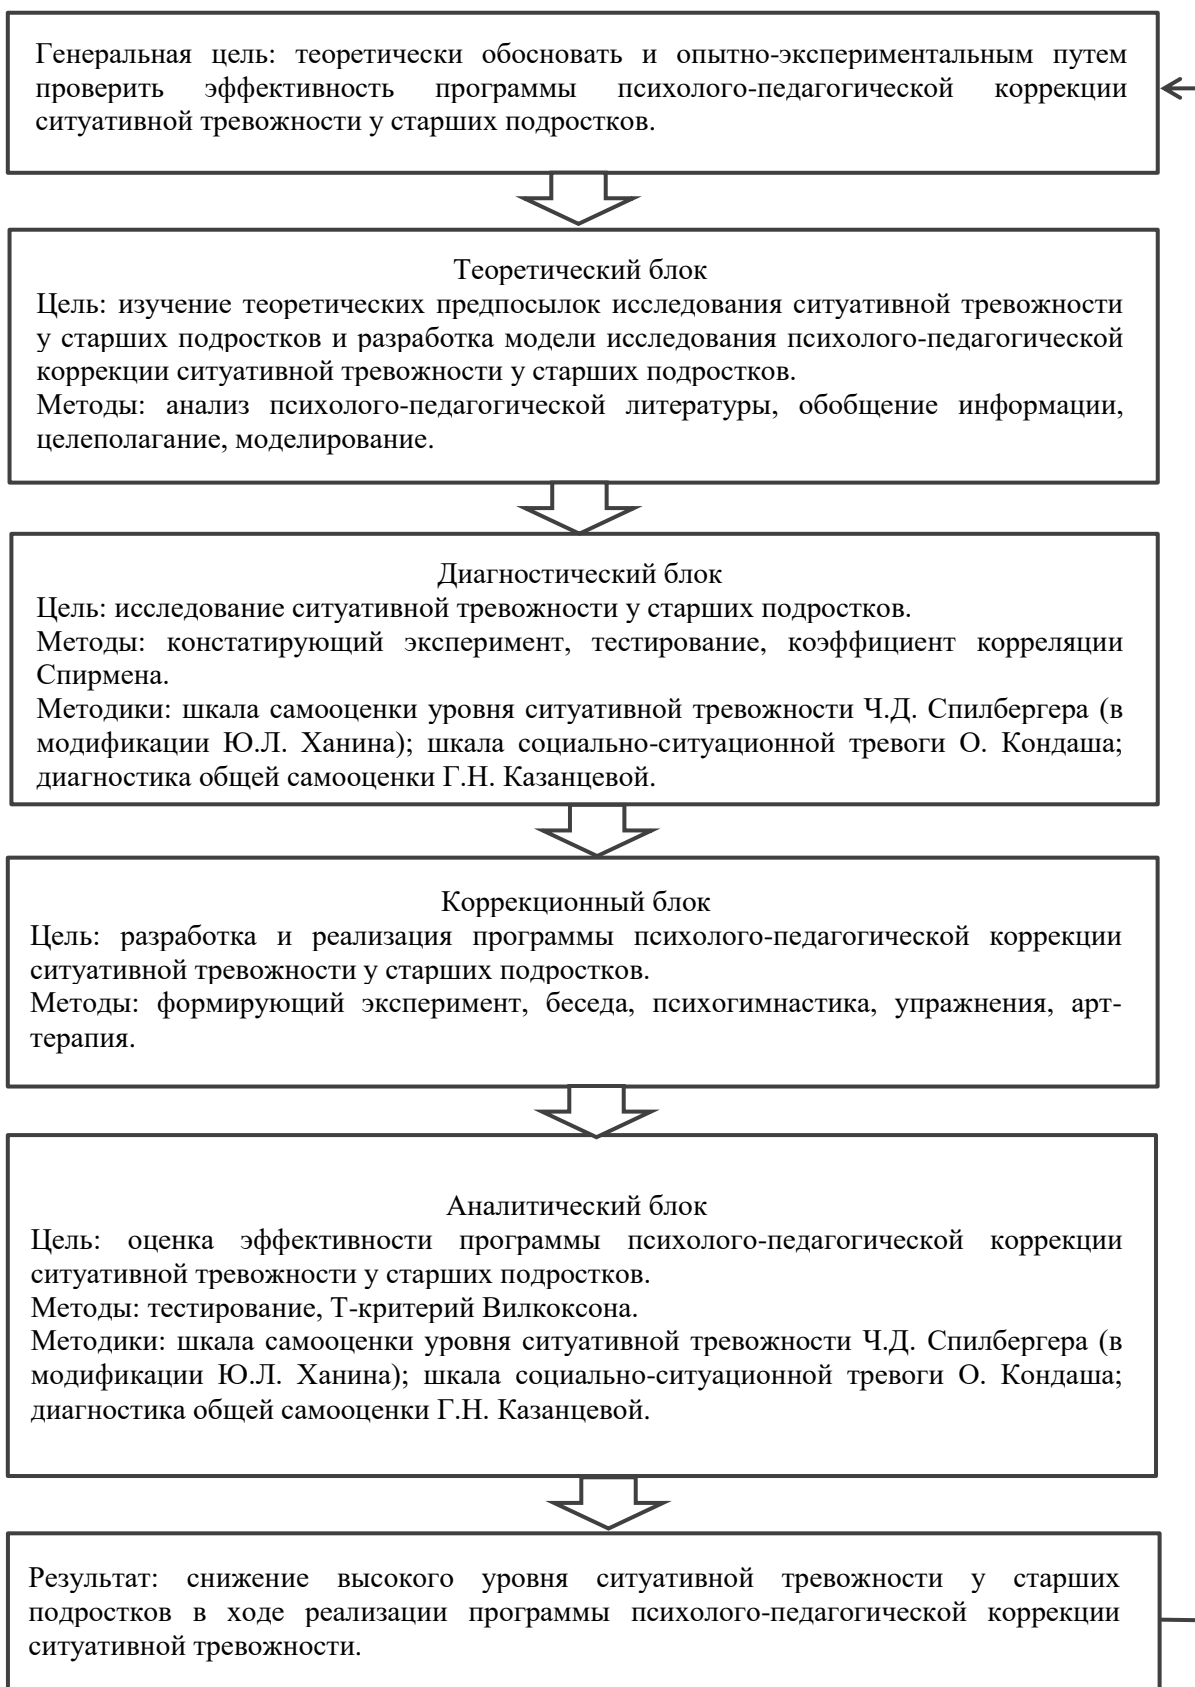 Генеральная цель: теоретически обосновать и опытно-экспериментальным путем
проверить эффективность программы психолого-педагогической коррекции
ситуативной тревожности у старших подростков.
Теоретический блок
Цель: изучение теоретических предпосылок исследования ситуативной тревожности
у старших подростков и разработка модели исследования психолого-педагогической
коррекции ситуативной тревожности у старших подростков.
Методы: анализ психолого-педагогической литературы, обобщение информации,
целеполагание, моделирование.
Диагностический блок
Цель: исследование ситуативной тревожности у старших подростков.
Методы: констатирующий эксперимент, тестирование, коэффициент корреляции
Спирмена.
Методики: шкала самооценки уровня ситуативной тревожности Ч.Д. Спилбергера (в
модификации Ю.Л. Ханина); шкала социально-ситуационной тревоги О. Кондаша;
диагностика общей самооценки Г.Н. Казанцевой.
Коррекционный блок
Цель: разработка и реализация программы психолого-педагогической коррекции
ситуативной тревожности у старших подростков.
Методы: формирующий эксперимент, беседа, психогимнастика, упражнения, арт-
терапия.
Аналитический блок
Цель: оценка эффективности программы психолого-педагогической коррекции
ситуативной тревожности у старших подростков.
Методы: тестирование, Т-критерий Вилкоксона.
Методики: шкала самооценки уровня ситуативной тревожности Ч.Д. Спилбергера (в
модификации Ю.Л. Ханина); шкала социально-ситуационной тревоги О. Кондаша;
диагностика общей самооценки Г.Н. Казанцевой.
Результат: снижение высокого уровня ситуативной тревожности у старших
подростков в ходе реализации программы психолого-педагогической коррекции
ситуативной тревожности.